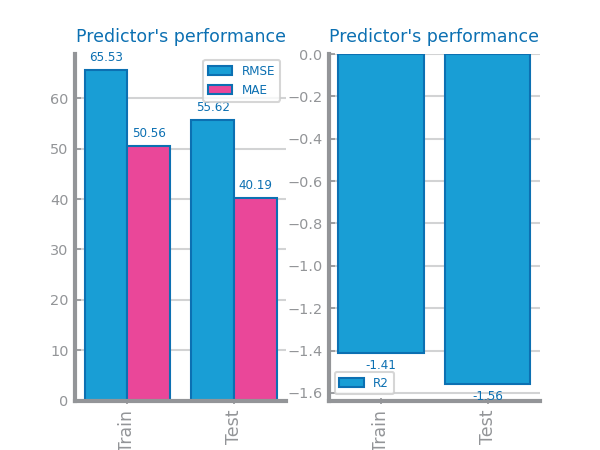 Predictor's performance
65.53
RMSE
MAE
60
55.62
50.56
50
40.19
40
30
20
10
0
Train
Test
Predictor's performance
0.0
−0.2
−0.4
−0.6
−0.8
−1.0
−1.2
−1.4
-1.41
R2
−1.6
-1.56
Train
Test